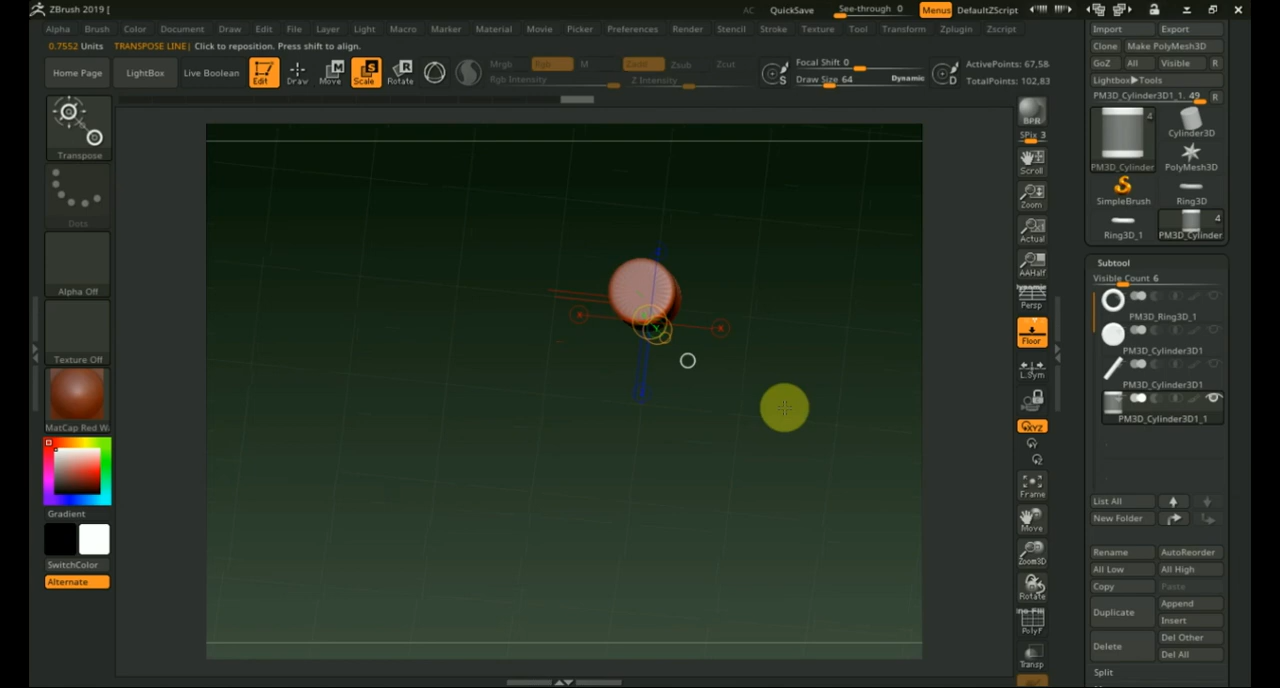 ZBrush 2019 [
AC QuickSave See-through 0 Menus DefaultZScript
Alpha Brush Color Document Draw Edit File Layer Light Macro Marker Material Movie Picker Preferences Render Stencil Stroke Texture Tool Transform Zplugin Zscript
0.7552 Units TRANSPOSE LINE| Click to reposition. Press shift to align.
Home Page LightBox Live Boolean Edit Draw Move Scale Rotate
Mrgb Rgb M Zsub Zcut
Rgb Intensity Z Intensity
Focal Shift 0
Draw Size 64 Dynamic
ActivePoints: 67,58
TotalPoints: 102,83
Transpose
Dots
Alpha Off
Texture Off
MatCap Red W
Gradient
SwitchColor
Alternate
BPR
SPix 3
Scroll
Zoom
Actual
AAHalf
Dynamic
Persp
Floor
L.Sym
XYZ
Frame
Move
Zoom3D
Rotate
PolyF
Transp
Import Export
Clone Make PolyMesh3D
GoZ All Visible R
Lightbox▶Tools
PM3D_Cylinder3D1_1. 49 R
4
PM3D_Cylinder
Cylinder3D
PolyMesh3D
SimpleBrush Ring3D
Ring3D_1 PM3D_Cylinder
4
Subtool
Visible Count 6
PM3D_Ring3D_1
PM3D_Cylinder3D1
PM3D_Cylinder3D1
PM3D_Cylinder3D1_1
List All
New Folder
Rename AutoReorder
All Low All High
Copy Paste
Duplicate Append
Insert
Delete Del Other
Del All
Split
X X Y